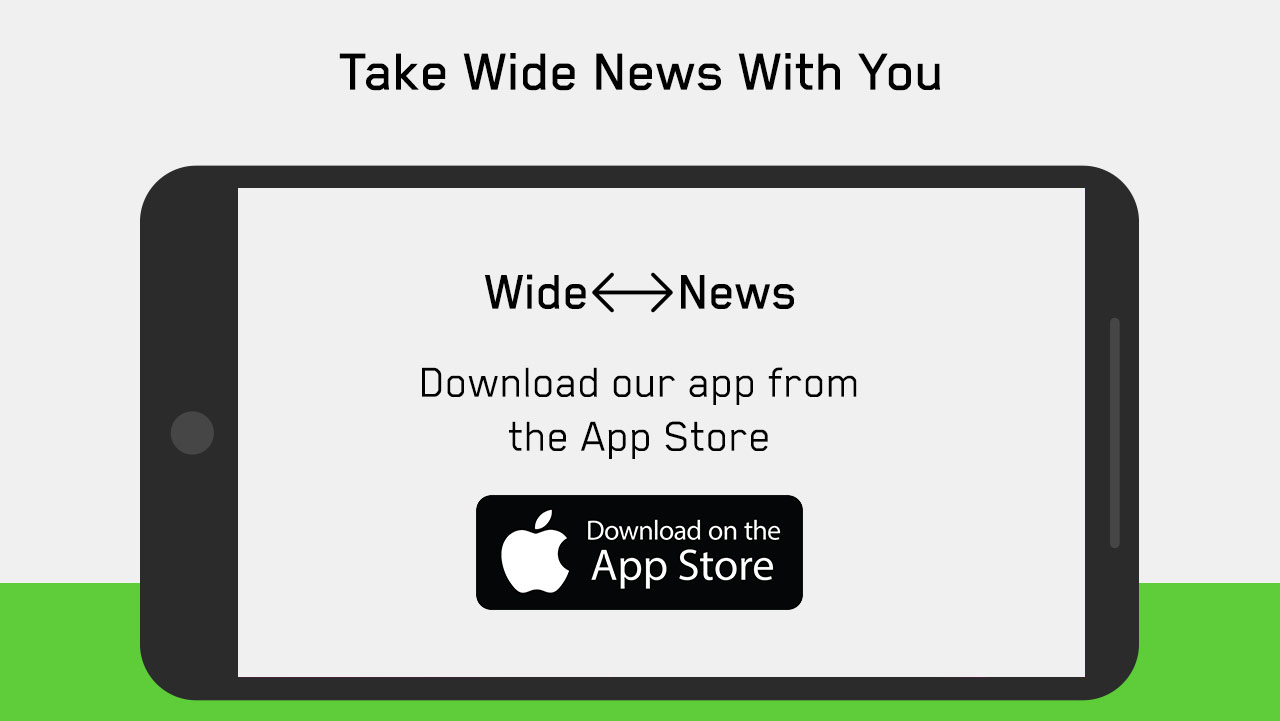 Take Wide News With You
Wide↔News
Download our app from
the App Store
Download on the
App Store